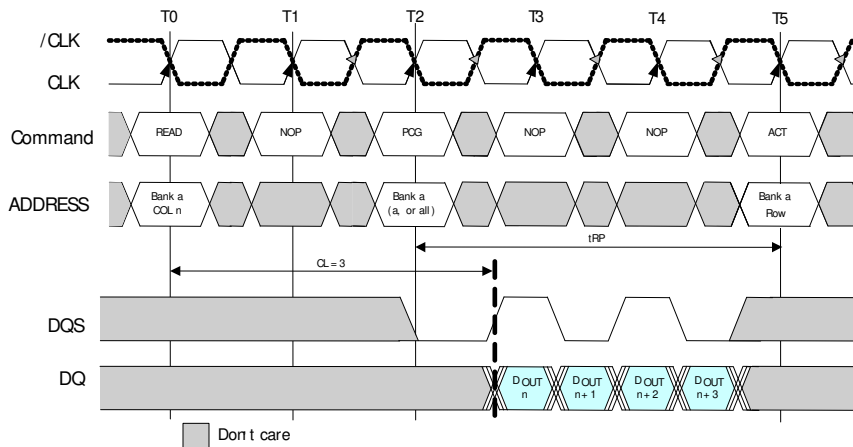 T0 T1 T2 T3 T4 T5
/CLK
CLK
Command READ NOP PCG NOP NOP ACT
ADDRESS Bank a COL n Bank a (a, or all) Bank a Row
tRP
CL = 3
DQS
DQ DOUT n DOUT n+1 DOUT n+2 DOUT n+3
Don't care